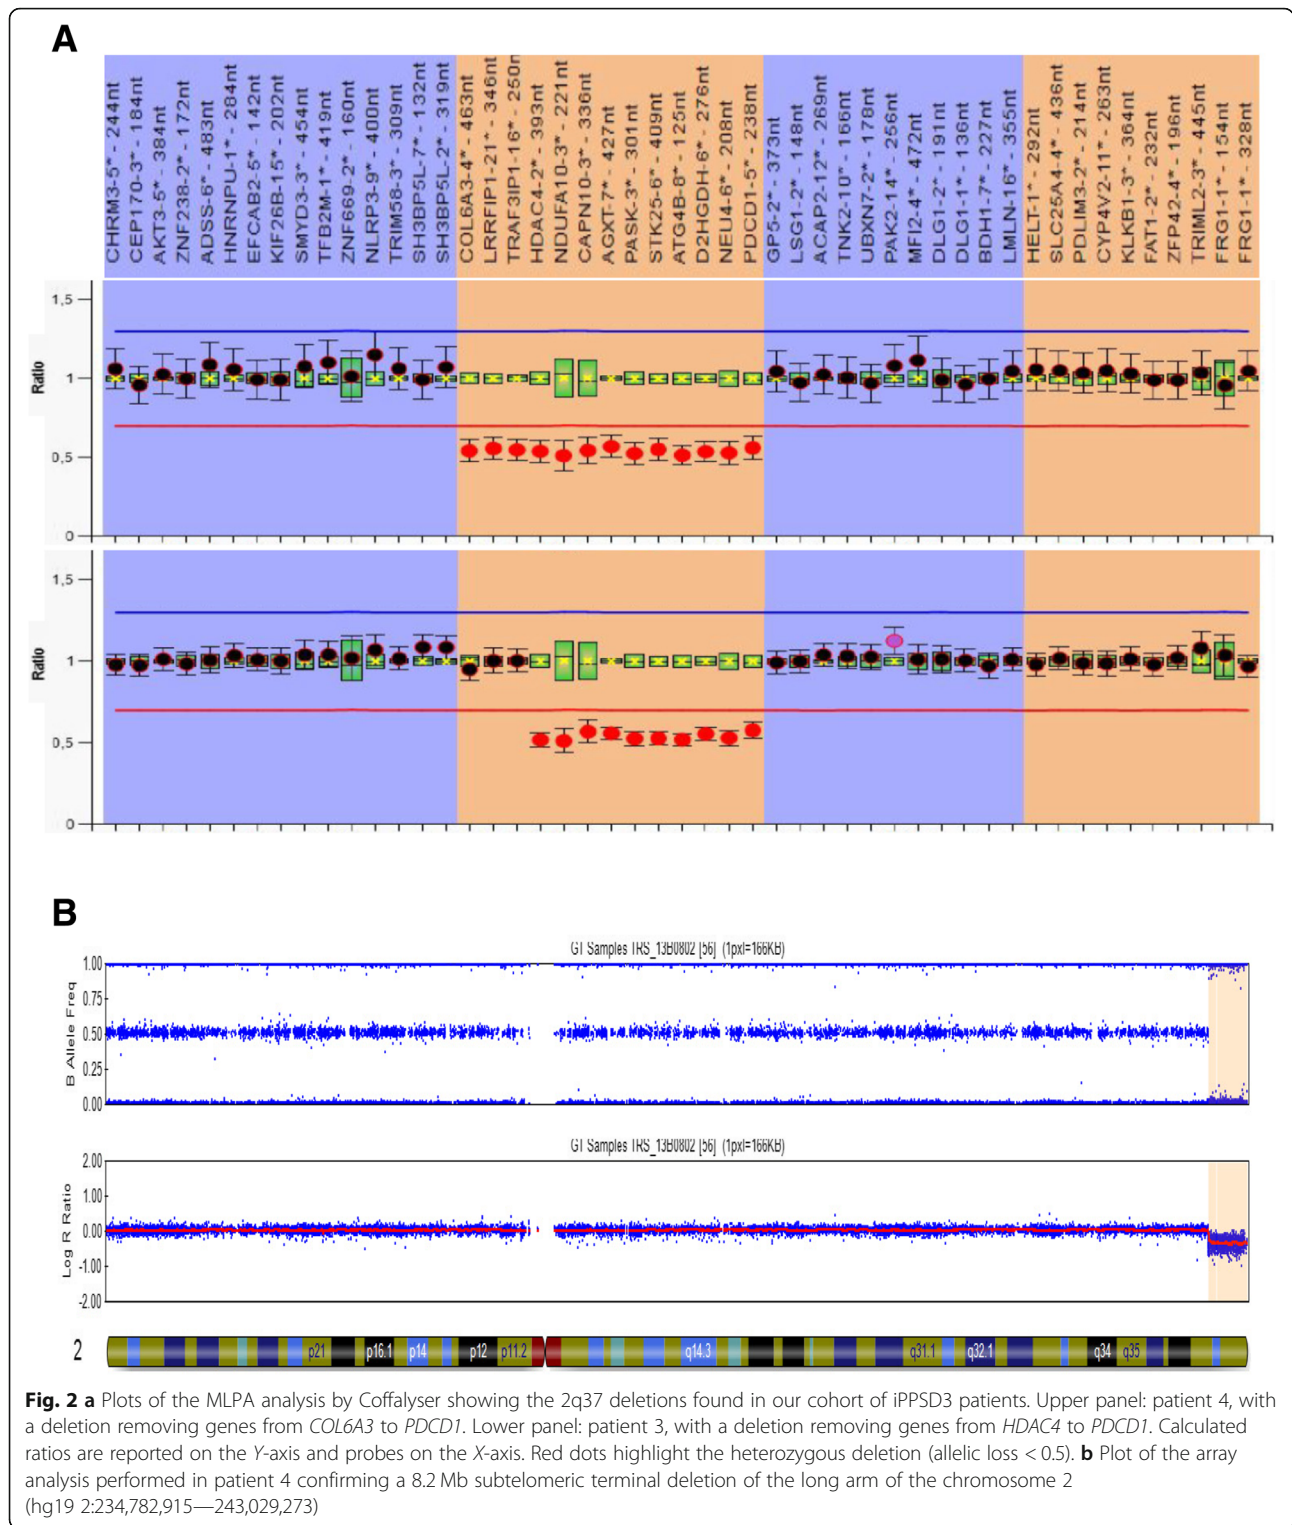 A
CHRM3-5* - 244nt
CEP170-3* - 184nt
AKT3-5* - 384nt
ZNF238-2* - 172nt
ADSS-6* - 483nt
HNRNPU-1* - 284nt
EFCAB2-5* - 142nt
KIF26B-15* - 202nt
SMYD3-3* - 454nt
TFB2M-1* - 419nt
ZNF669-2* - 160nt
NLRP3-9* - 400nt
TRIM58-3* - 309nt
SH3BP5L-7* - 132nt
SH3BP5L-2* - 319nt
COL6A3-4* - 463nt
LRRFIP1-21* - 346nt
TRAF3IP1-16* - 250n
HDAC4-2* - 393nt
NDUFA10-3* - 221nt
CAPN10-3* - 336nt
AGXT-7* - 427nt
PASK-3* - 301nt
STK25-6* - 409nt
ATG4B-8* - 125nt
D2HGDH-6* - 276nt
NEU4-6* - 208nt
PDCD1-5* - 238nt
GP5-2* - 373nt
LSG1-2* - 148nt
ACAP2-12* - 269nt
TNK2-10* - 166nt
UBXN7-2* - 178nt
PAK2-14* - 256nt
MFI2-4* - 472nt
DLG1-2* - 191nt
DLG1-1* - 136nt
BDH1-7* - 227nt
LMLN-16* - 355nt
HELT-1* - 292nt
SLC25A4-4* - 436nt
PDLIM3-2* - 214nt
CYP4V2-11* - 263nt
KLKB1-3* - 364nt
FAT1-2* - 232nt
ZFP42-4* - 196nt
TRIML2-3* - 445nt
FRG1-1* - 154nt
FRG1-1* - 328nt
1,5
1
0,5
0
Ratio
1,5
1
0,5
0
Ratio
B
GT Samples TRS_13B0802 [56] (1pxl=166KB)
1.00
0.75
0.50
0.25
0.00
B Allele Freq
GT Samples TRS_13B0802 [56] (1pxl=166KB)
2.00
1.00
0.00
-1.00
-2.00
Log R Ratio
2 p21 p16.1 p14 p12 p11.2 q14.3 q31.1 q32.1 q34 q35
Fig. 2 a Plots of the MLPA analysis by Coffalyser showing the 2q37 deletions found in our cohort of iPPSD3 patients. Upper panel: patient 4, with
a deletion removing genes from COL6A3 to PDCD1. Lower panel: patient 3, with a deletion removing genes from HDAC4 to PDCD1. Calculated
ratios are reported on the Y-axis and probes on the X-axis. Red dots highlight the heterozygous deletion (allelic loss < 0.5). b Plot of the array
analysis performed in patient 4 confirming a 8.2 Mb subtelomeric terminal deletion of the long arm of the chromosome 2
(hg19 2:234,782,915—243,029,273)